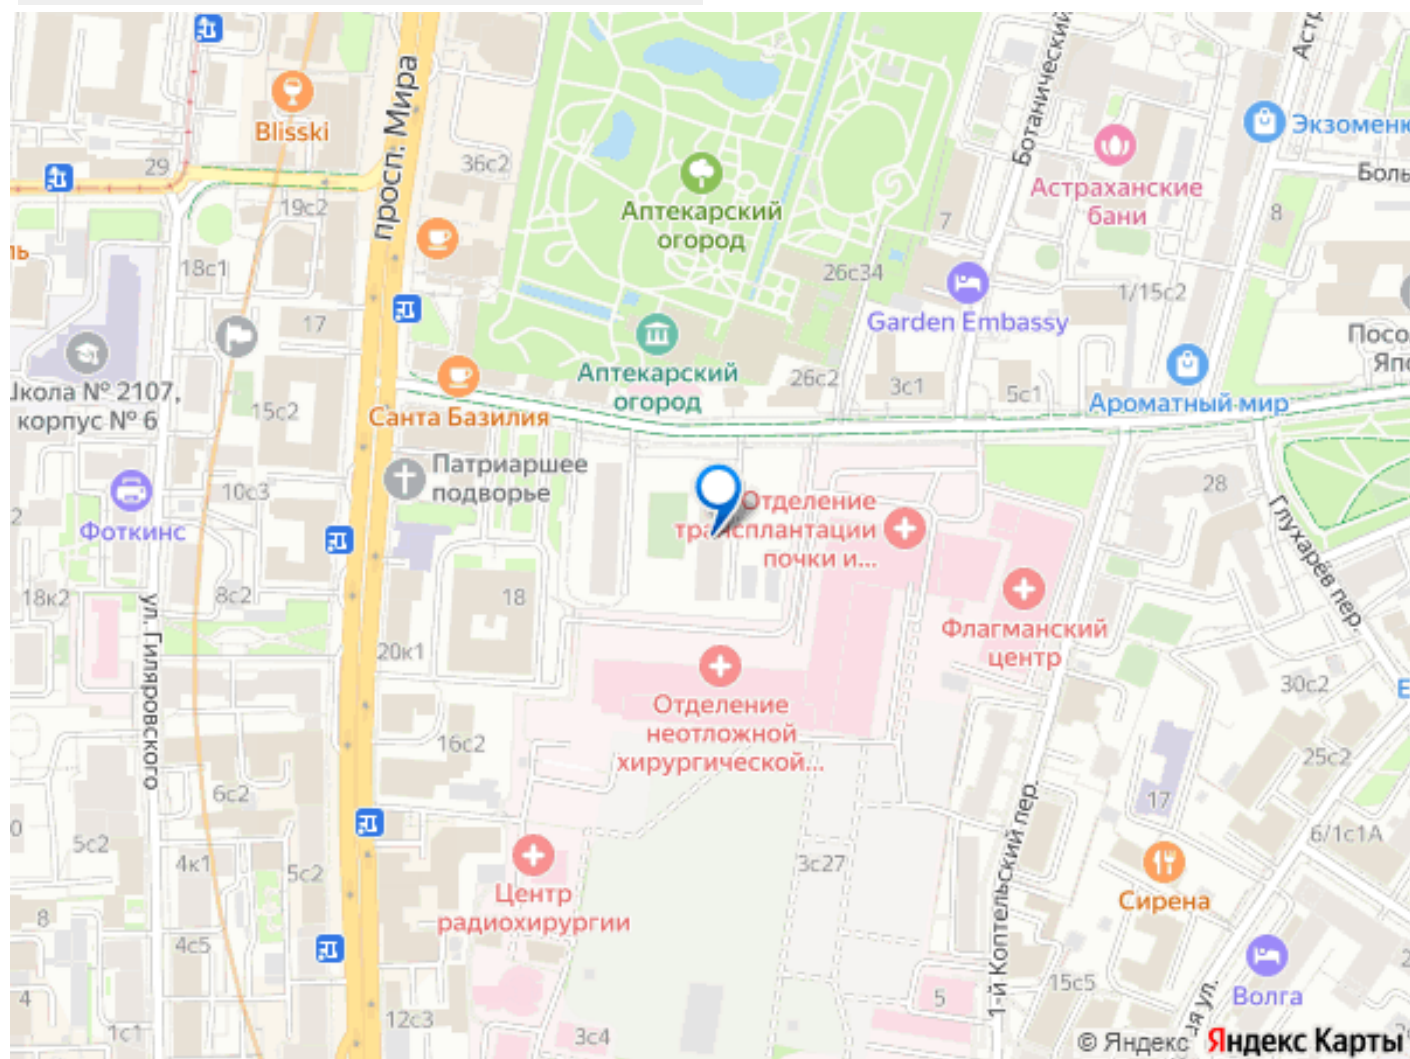 Blisski
29
19с2
просп. Мира
36с2
Аптекарский
огород
Ботанический
Астраханские
бани
8
7
18с1
17
26с34
Garden Embassy
1/15с2
Школа № 2107,
корпус № 6
15с2
Санта Базилия
Аптекарский
огород
26с2
3с1
5с1
Ароматный мир
Патриаршее
подворье
10с3
Фоткинс
Отделение
трансплантации
почки и...
28
Глухарёв пер.
18к2
8с2
ул. Гиляровского
18
20к1
Флагманский
центр
Отделение
неотложной
хирургической...
30с2
16с2
25с2
6с2
17
5с2
4к1
5с2
6/1с1А
3с27
Центр
радиохирургии
1-й Коптельский пер.
Сирена
8
4с5
Волга
4
1с1
12с3
3с4
5
15с5
© Яндекс Яндекс Карты